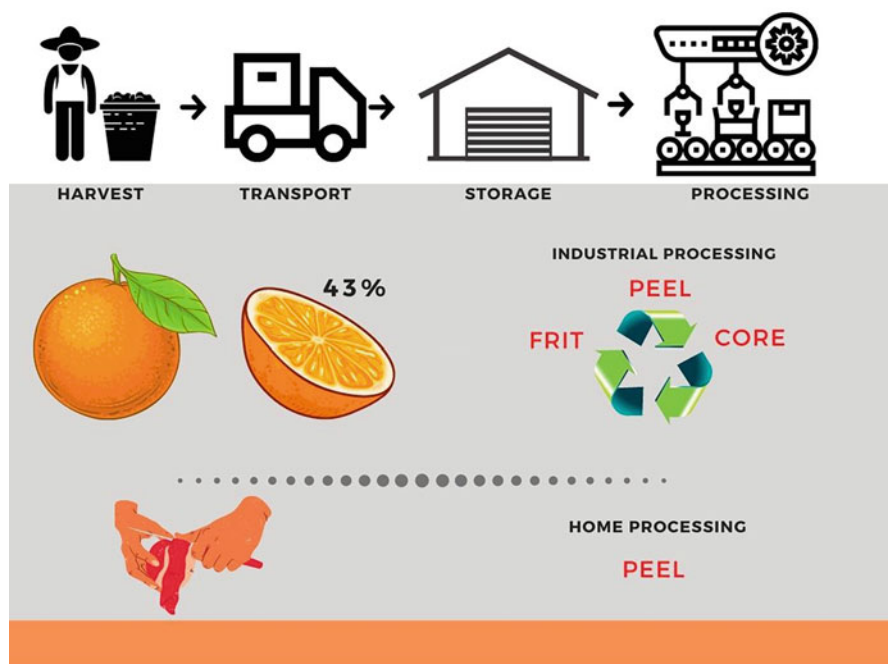 HARVEST TRANSPORT STORAGE PROCESSING
INDUSTRIAL PROCESSING
43%
PEEL
FRIT CORE
HOME PROCESSING
PEEL